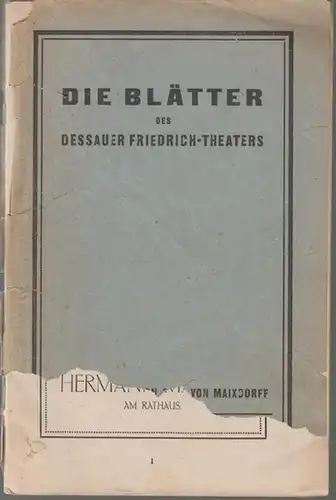 DIE BLÄTTER
DES
DESSAUER FRIEDRICH-THEATERS
VON MAIXDORFF
AM RATHAUS.
1